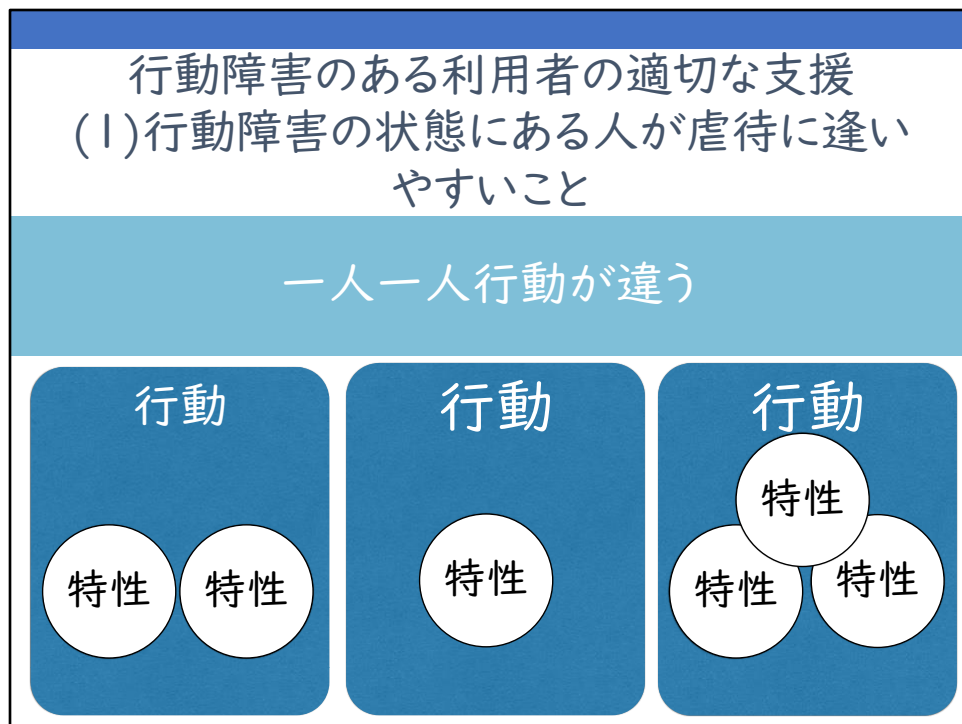 行動障害のある利用者の適切な支援
(1)行動障害の状態にある人が虐待に逢い
やすいこと
一人一人行動が違う
行動
特性 特性
行動
特性
行動
特性
特性 特性